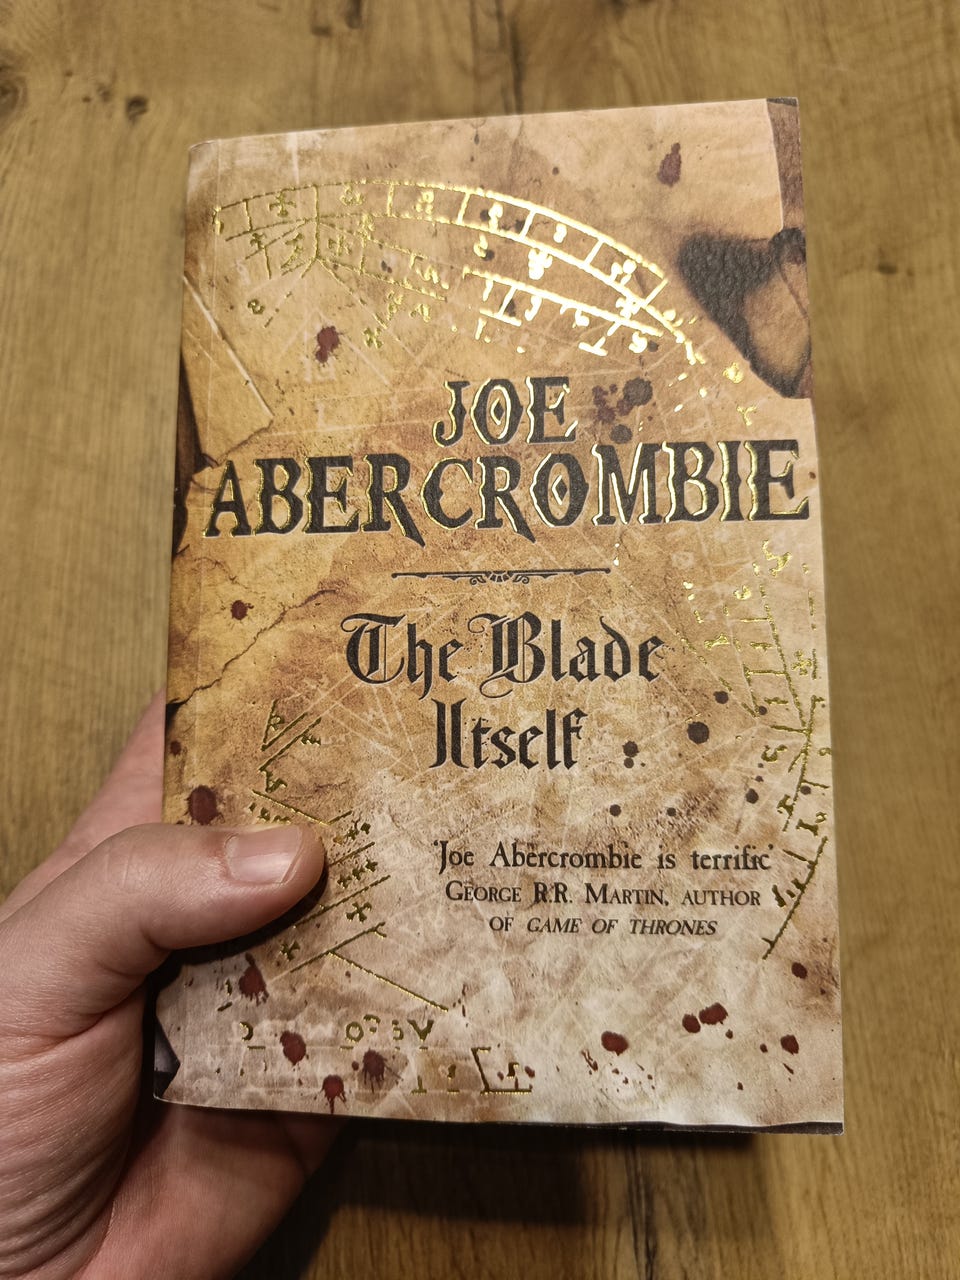 JOE
ABERCROMBIE
The Blade
Itself
'Joe Abercrombie is terrific'
GEORGE R.R. MARTIN, AUTHOR
OF GAME OF THRONES